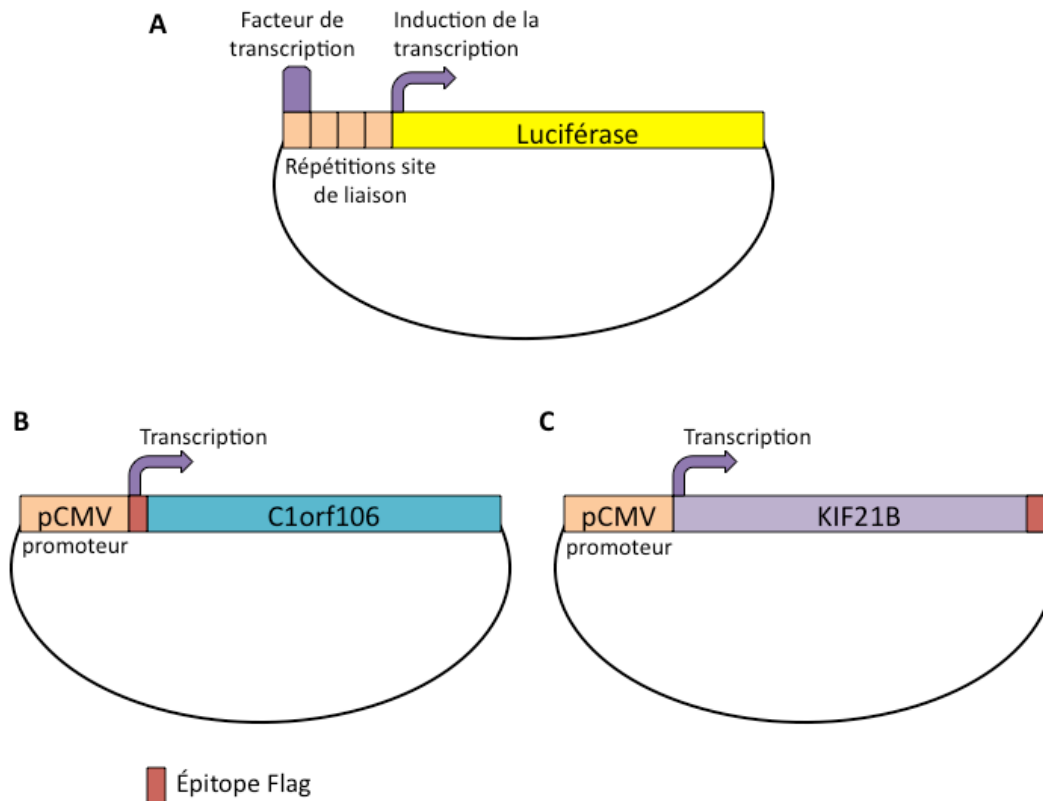 A
Facteur de
transcription
Induction de la
transcription
Luciférase
Répétitions site
de liaison
B
Transcription
pCMV
C1orf106
promoteur
C
Transcription
pCMV
KIF21B
promoteur
Épitope Flag